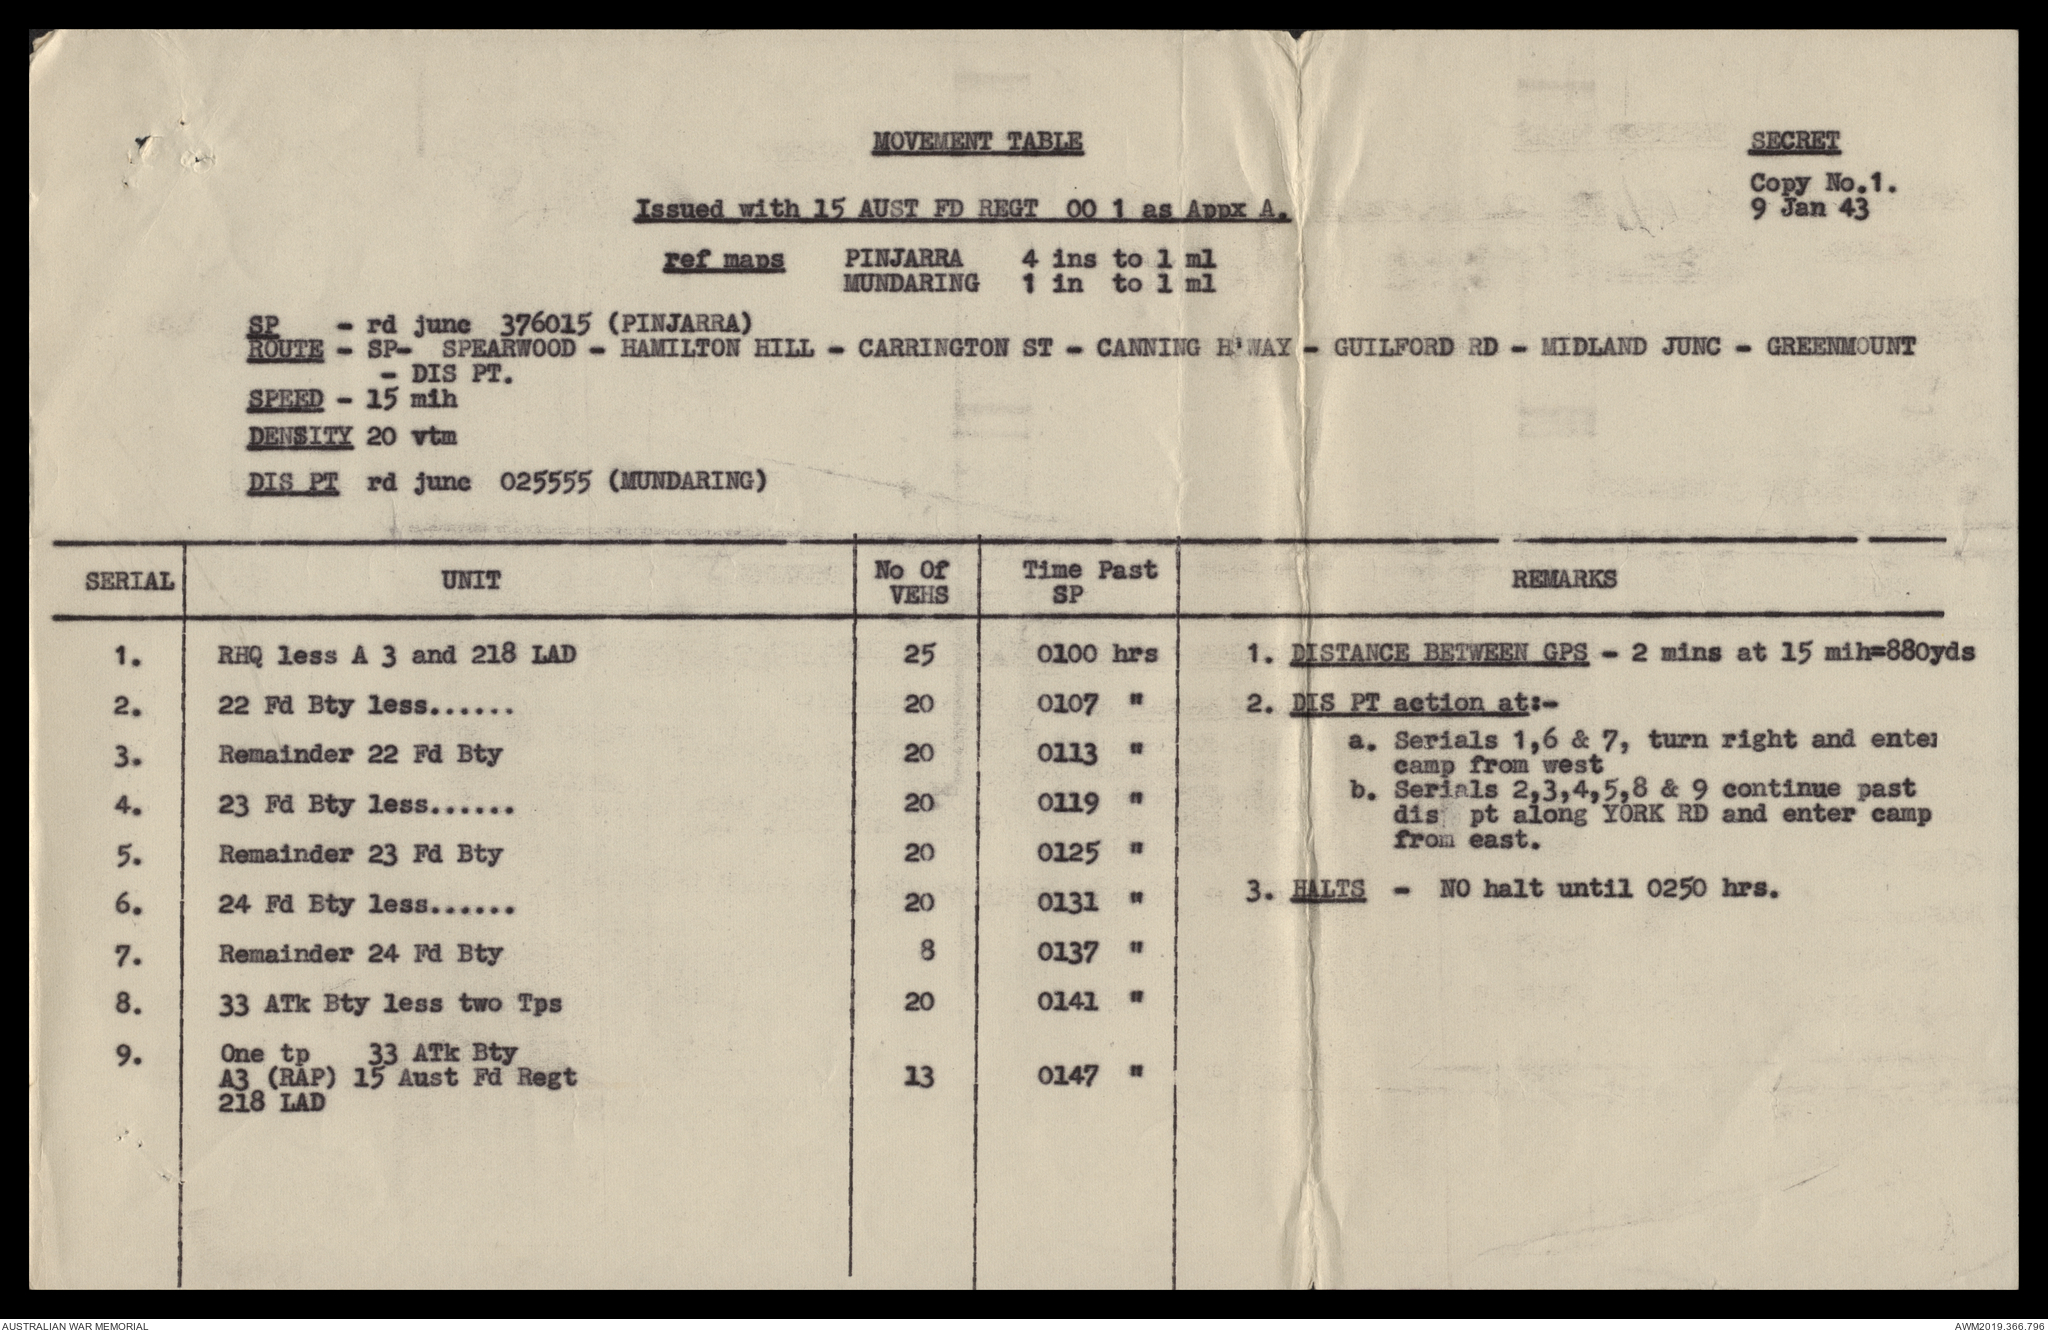 MOVEMENT TABLE
SECRET
Copy No.1.
9 Jan 43
Issued with 15 AUST FD REGT OO 1 as Appx A.
ref maps PINJARRA 4 ins to 1 ml
MUNDARING 1 in to 1 ml
SP - rd junc 376015 (PINJARRA)
ROUTE - SP- SPEARWOOD - HAMILTON HILL - CARRINGTON ST - CANNING H'WAY - GUILFORD RD - MIDLAND JUNC - GREENMOUNT
- DIS PT.
SPEED - 15 mih
DENSITY 20 vtm
DIS PT rd junc 025555 (MUNDARING)
SERIAL UNIT No Of VEHS Time Past SP REMARKS
1. RHQ less A 3 and 218 LAD 25 0100 hrs
2. 22 Fd Bty less...... 20 0107 "
3. Remainder 22 Fd Bty 20 0113 "
4. 23 Fd Bty less...... 20 0119 "
5. Remainder 23 Fd Bty 20 0125 "
6. 24 Fd Bty less...... 20 0131 "
7. Remainder 24 Fd Bty 8 0137 "
8. 33 ATk Bty less two Tps 20 0141 "
9. One tp 33 ATk Bty
A3 (RAP) 15 Aust Fd Regt 13 0147 "
218 LAD
1. DISTANCE BETWEEN GPS - 2 mins at 15 mih=880yds
2. DIS PT action at:-
a. Serials 1,6 & 7, turn right and enter
camp from west
b. Serials 2,3,4,5,8 & 9 continue past
dis pt along YORK RD and enter camp
from east.
3. HALTS - NO halt until 0250 hrs.
AUSTRALIAN WAR MEMORIAL
AWM2019.366.796